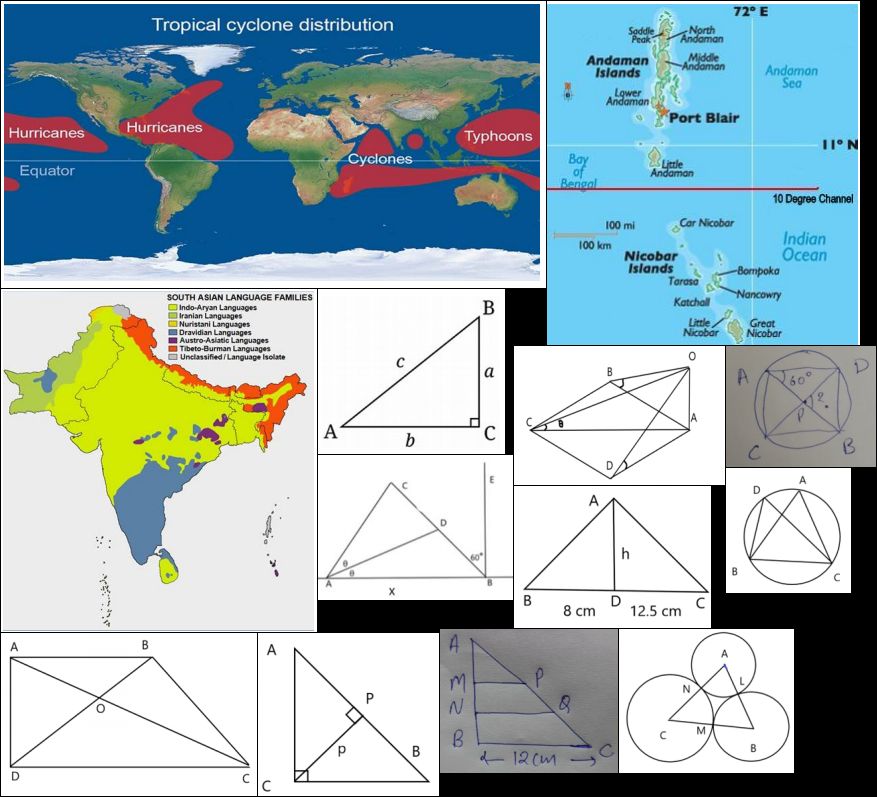 Tropical cyclone distribution
Hurricanes
Hurricanes
Typhoons
Cyclones
Equator
72° E
Saddle Peak
North Andaman
Andaman Islands
Middle Andaman
Andaman Sea
Lower Andaman
Port Blair
11° N
Bay of Bengal
Little Andaman
10 Degree Channel
100 mi
100 km
Car Nicobar
Indian Ocean
Nicobar Islands
Bompoka
Tarasa
Nancowry
Katchall
Little Nicobar
Great Nicobar
SOUTH ASIAN LANGUAGE FAMILIES
Indo-Aryan Languages
Iranian Languages
Nuristani Languages
Dravidian Languages
Austro-Asiatic Languages
Tibeto-Burman Languages
Unclassified / Language Isolate
B
c
a
A
b
C
O
B
C
θ
A
D
A
D
60°
P
2
C
B
C
E
D
60°
θ
θ
A
B
X
A
h
B
D
C
8 cm
12.5 cm
D
A
B
C
A
B
O
D
C
A
P
p
B
C
A
M
P
N
Q
B
C
12cm
A
N
L
C
M
B